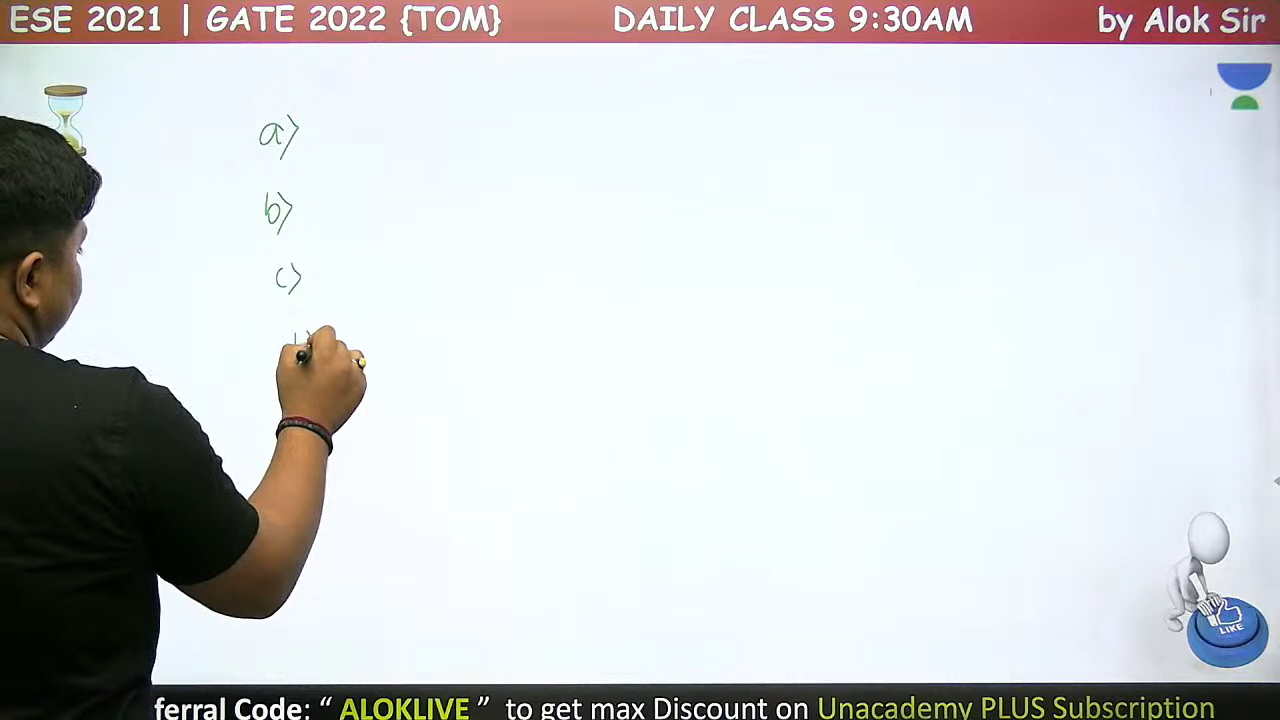 ESE 2021 | GATE 2022 {TOM} DAILY CLASS 9:30AM by Alok Sir
a)
b)
c)
LIKE
ferral Code: “ ALOKLIVE ” to get max Discount on Unacademy PLUS Subscription